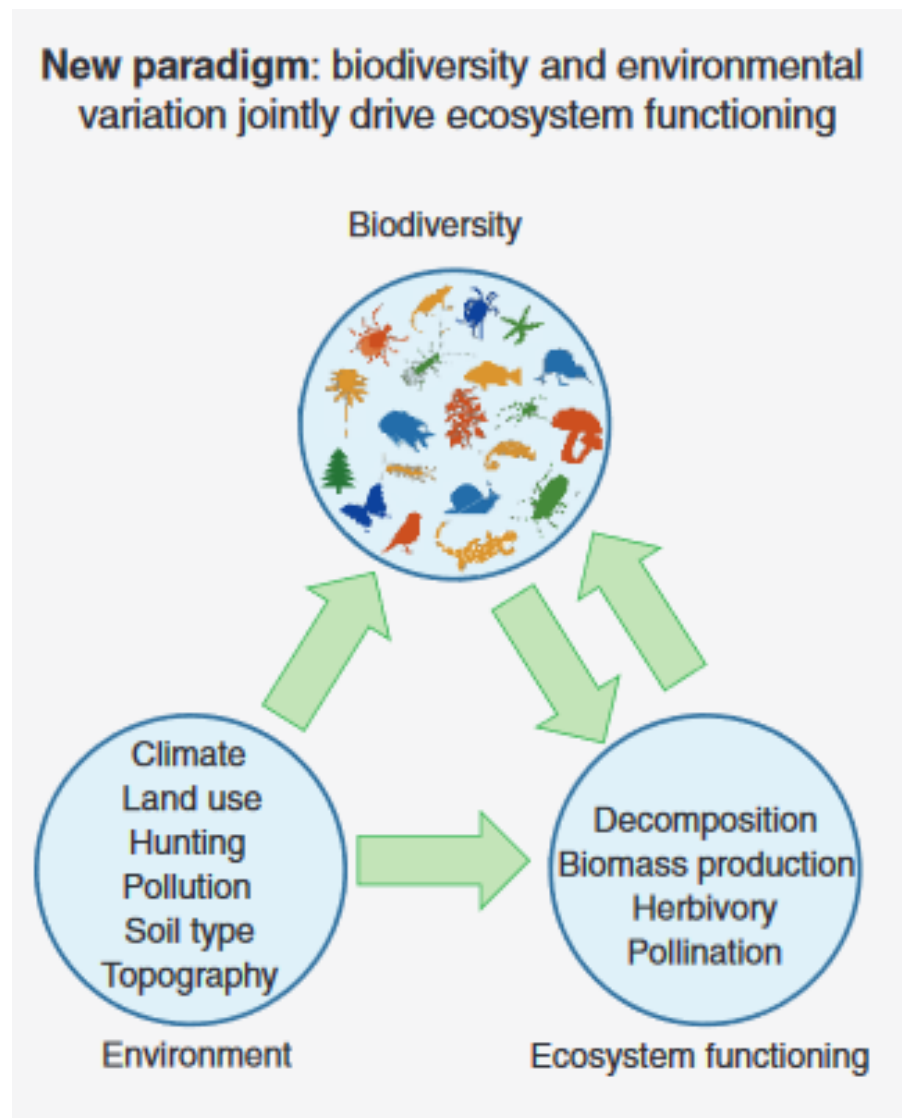 New paradigm: biodiversity and environmental
variation jointly drive ecosystem functioning
Biodiversity
Climate
Land use
Hunting
Pollution
Soil type
Topography
Environment
Decomposition
Biomass production
Herbivory
Pollination
Ecosystem functioning